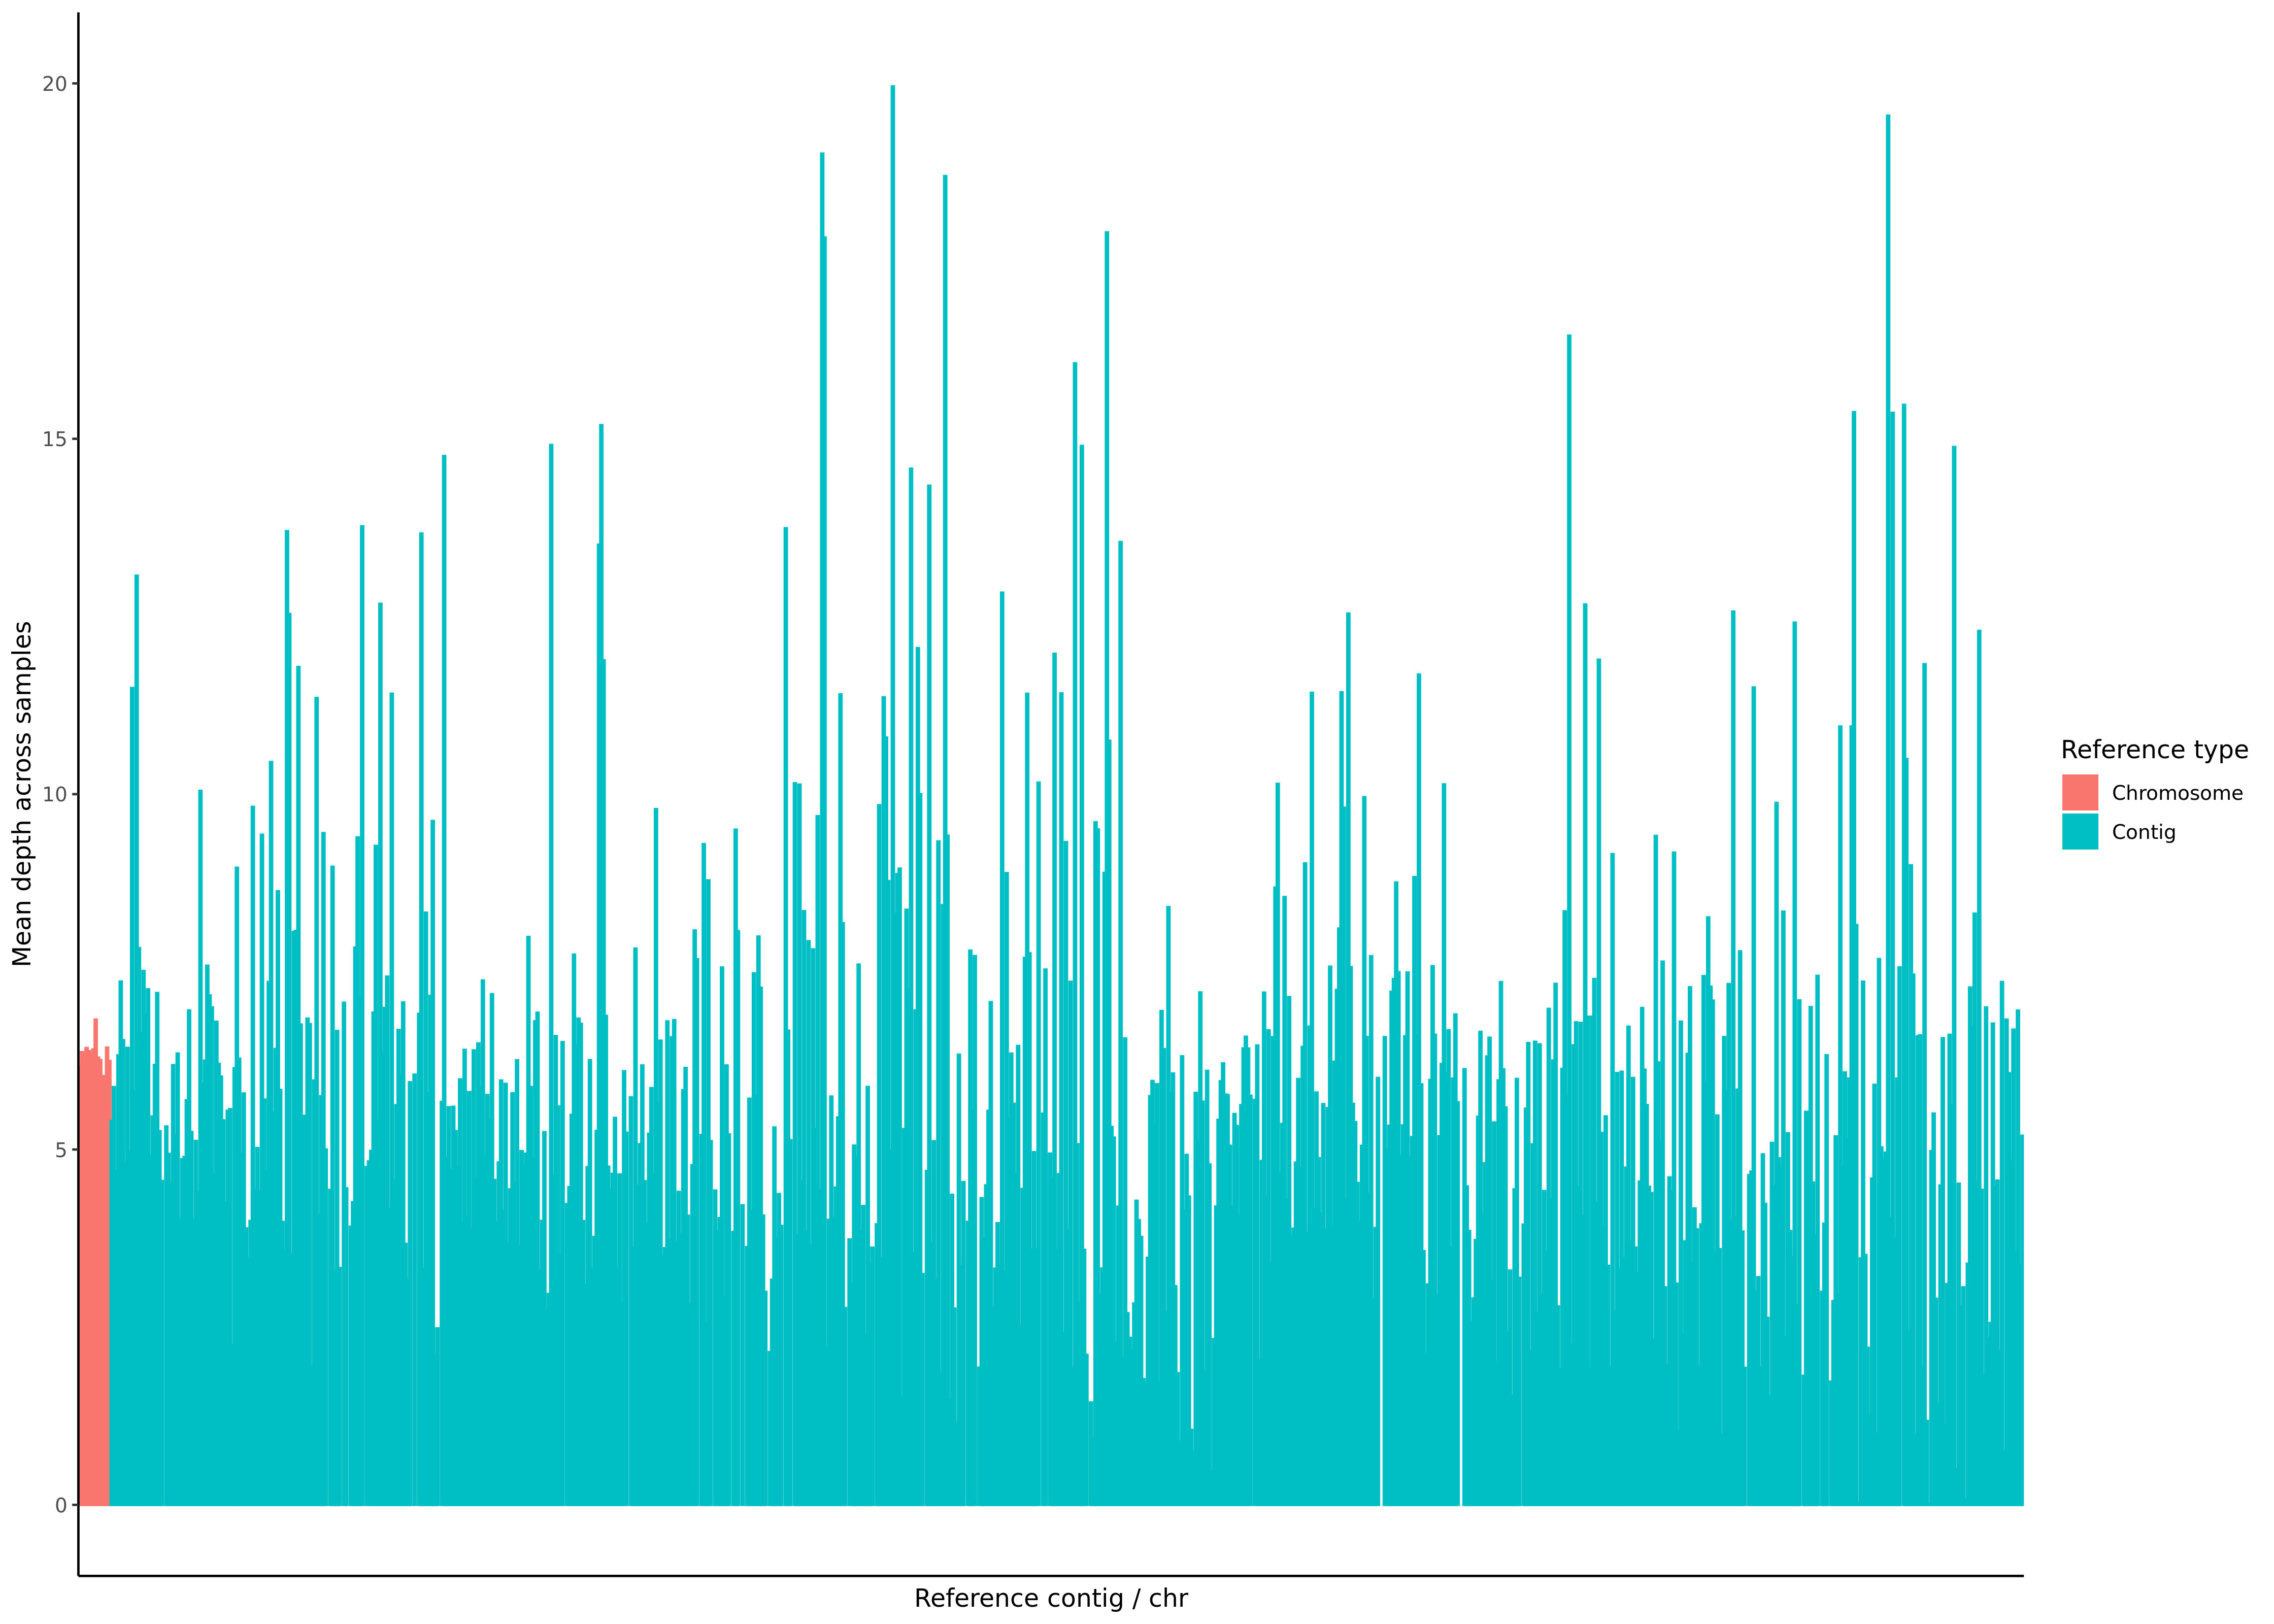 Mean depth across samples
20
15
10
5
0
Reference contig / chr
Reference type
Chromosome
Contig